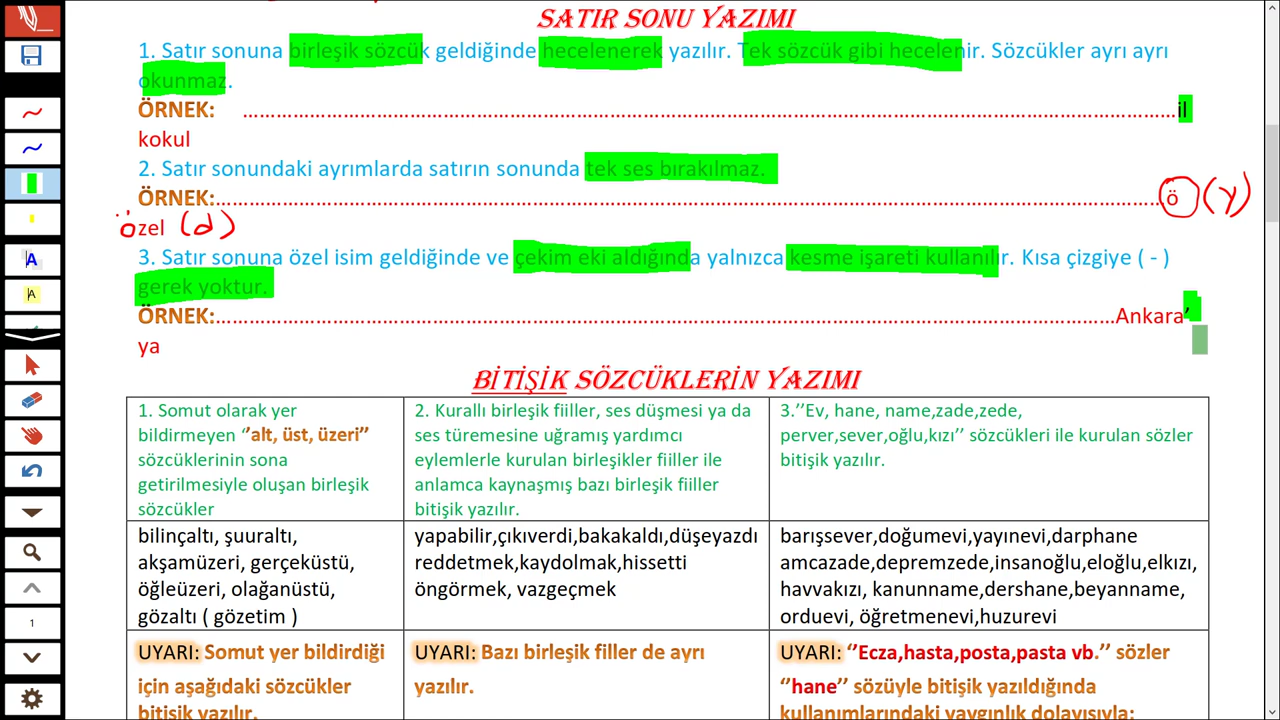 SATIR SONU YAZIMI
1. Satır sonuna birleşik sözcük geldiğinde hecelenerek yazılır. Tek sözcük gibi hecelenir. Sözcükler ayrı ayrı
okunmaz.
ÖRNEK: ........................................................................................................................il
kokul
2. Satır sonundaki ayrımlarda satırın sonunda tek ses bırakılmaz.
ÖRNEK:........................................................................................................................ö (y)
özel (d)
3. Satır sonuna özel isim geldiğinde ve çekim eki aldığında yalnızca kesme işareti kullanılır. Kısa çizgiye ( - )
gerek yoktur.
ÖRNEK:..................................................................................................................Ankara’
ya
BİTİŞİK SÖZCÜKLERİN YAZIMI
1. Somut olarak yer
bildirmeyen ‘’alt, üst, üzeri’’
sözcüklerinin sona
getirilmesiyle oluşan birleşik
sözcükler
2. Kurallı birleşik fiiller, ses düşmesi ya da
ses türemesine uğramış yardımcı
eylemlerle kurulan birleşikler fiiller ile
anlamca kaynaşmış bazı birleşik fiiller
bitişik yazılır.
3.’’Ev, hane, name,zade,zede,
perver,sever,oğlu,kızı’’ sözcükleri ile kurulan sözler
bitişik yazılır.
bilinçaltı, şuuraltı,
akşamüzeri, gerçeküstü,
öğleüzeri, olağanüstü,
gözaltı ( gözetim )
yapabilir,çıkıverdi,bakakaldı,düşeyazdı
reddetmek,kaydolmak,hissetti
öngörmek, vazgeçmek
barışsever,doğumevi,yayınevi,darphane
amcazade,depremzede,insanoğlu,eloğlu,elkızı,
havvakızı, kanunname,dershane,beyanname,
orduevi, öğretmenevi,huzurevi
UYARI: Somut yer bildirdiği
için aşağıdaki sözcükler
bitişik yazılır.
UYARI: Bazı birleşik filler de ayrı
yazılır.
UYARI: ‘’Ecza,hasta,posta,pasta vb.’’ sözler
‘’hane’’ sözüyle bitişik yazıldığında
kullanımlarındaki yaygınlık dolayısıyla;
A
A
1